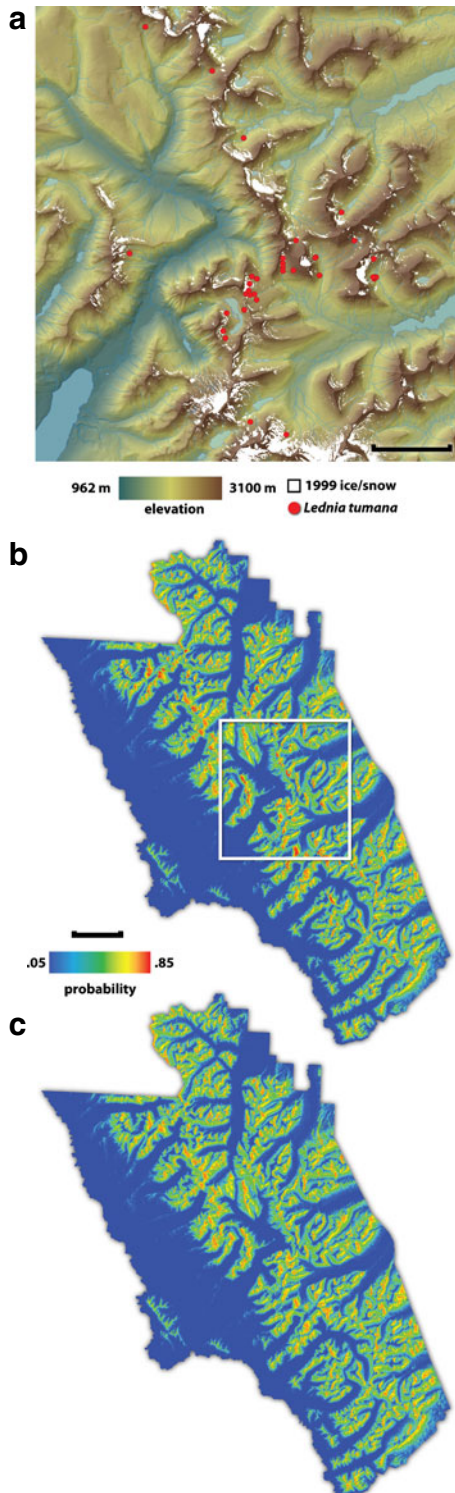 a
962 m 3100 m 1999 ice/snow
elevation Lednia tumana
b
.05 .85
probability
c